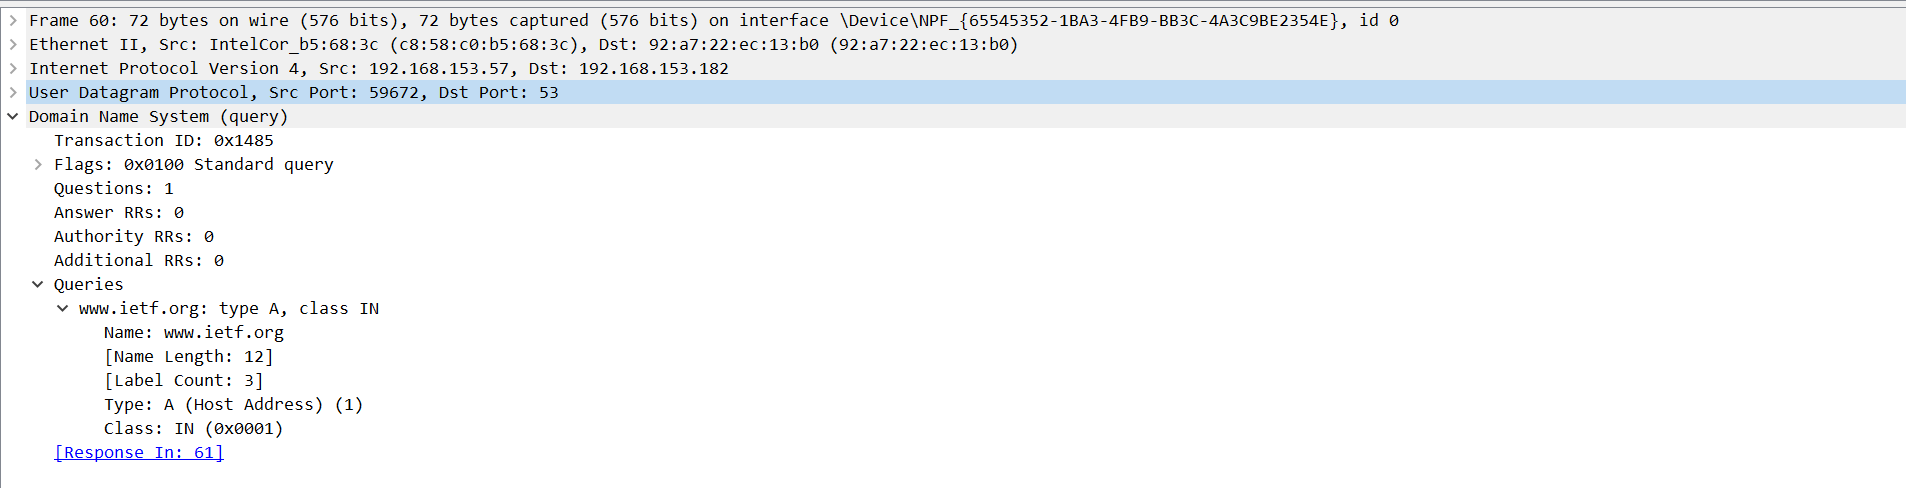 Frame 60: 72 bytes on wire (576 bits), 72 bytes captured (576 bits) on interface \Device\NPF_{65545352-1BA3-4FB9-BB3C-4A3C9BE2354E}, id 0
Ethernet II, Src: IntelCor_b5:68:3c (c8:58:c0:b5:68:3c), Dst: 92:a7:22:ec:13:b0 (92:a7:22:ec:13:b0)
Internet Protocol Version 4, Src: 192.168.153.57, Dst: 192.168.153.182
User Datagram Protocol, Src Port: 59672, Dst Port: 53
Domain Name System (query)
Transaction ID: 0x1485
Flags: 0x0100 Standard query
Questions: 1
Answer RRs: 0
Authority RRs: 0
Additional RRs: 0
Queries
www.ietf.org: type A, class IN
Name: www.ietf.org
[Name Length: 12]
[Label Count: 3]
Type: A (Host Address) (1)
Class: IN (0x0001)
[Response In: 61]